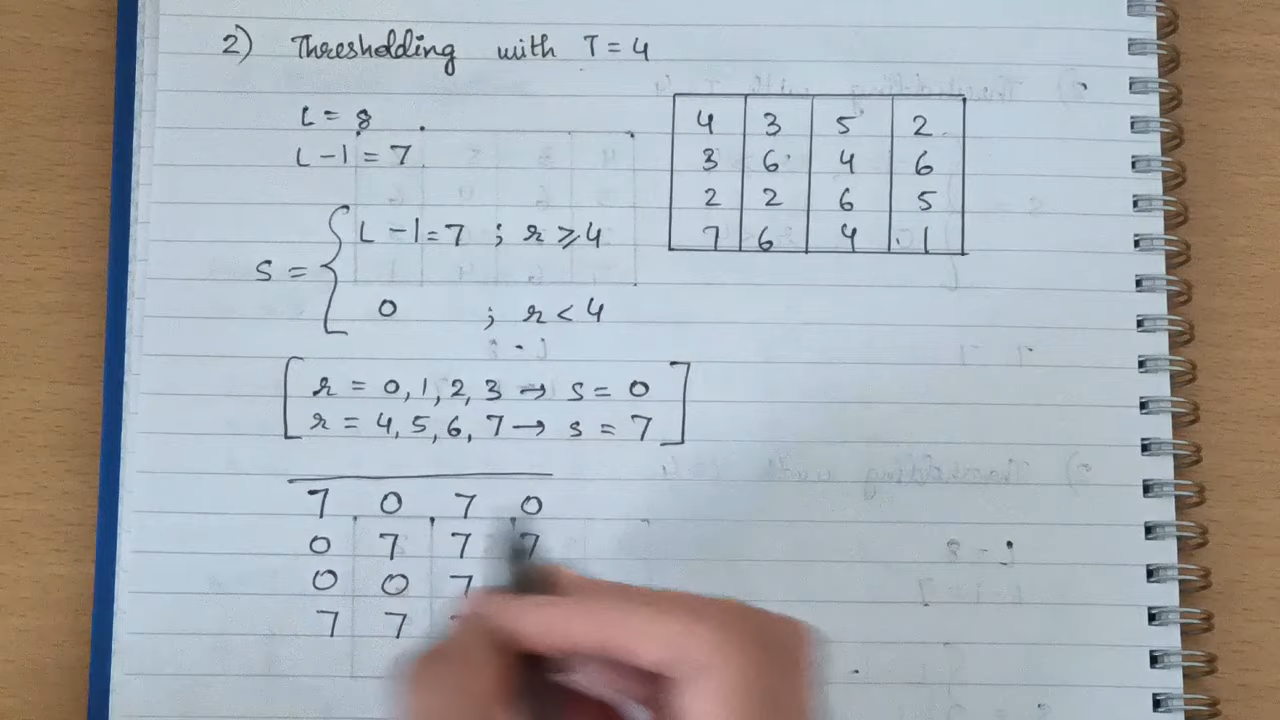 2) Thresholding with T = 4
L = 8
L - 1 = 7
4 3 5 2
3 6 4 6
2 2 6 5
7 6 4 1
S = { L - 1 = 7 ; r ≥ 4
0 ; r < 4
r = 0, 1, 2, 3 → S = 0
r = 4, 5, 6, 7 → S = 7
7 0 7 0
0 7 7 7
0 0 7
7 7